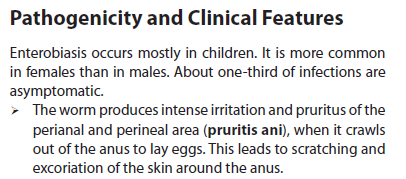 Pathogenicity and Clinical Features
Enterobiasis occurs mostly in children. It is more common
in females than in males. About one-third of infections are
asymptomatic.
➢ The worm produces intense irritation and pruritus of the
perianal and perineal area (pruritis ani), when it crawls
out of the anus to lay eggs. This leads to scratching and
excoriation of the skin around the anus.